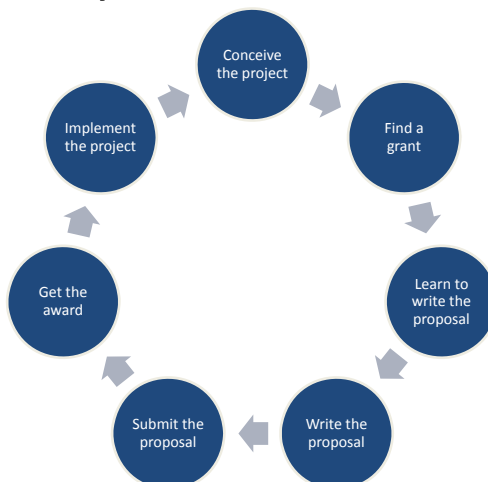 Conceive
the project
Find a
grant
Learn to
write the
proposal
Write the
proposal
Submit the
proposal
Get the
award
Implement
the project